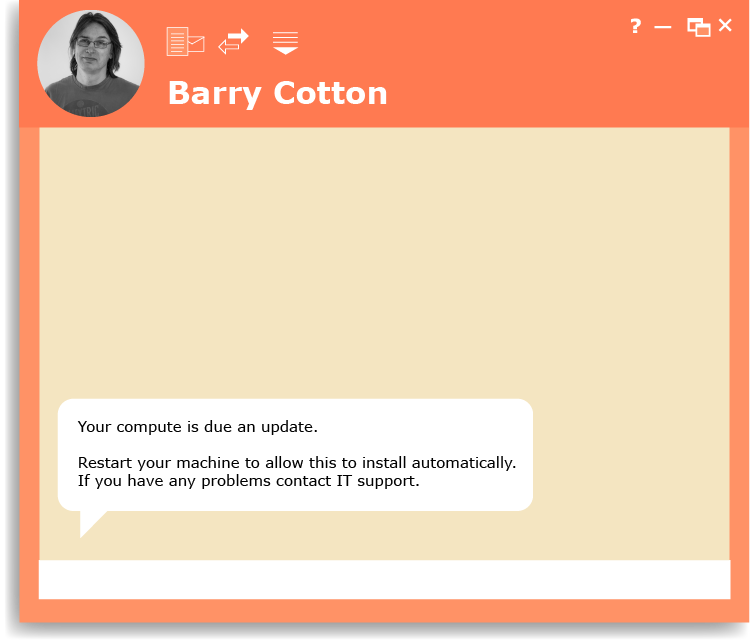 ?
Barry Cotton
Your compute is due an update.
Restart your machine to allow this to install automatically.
If you have any problems contact IT support.